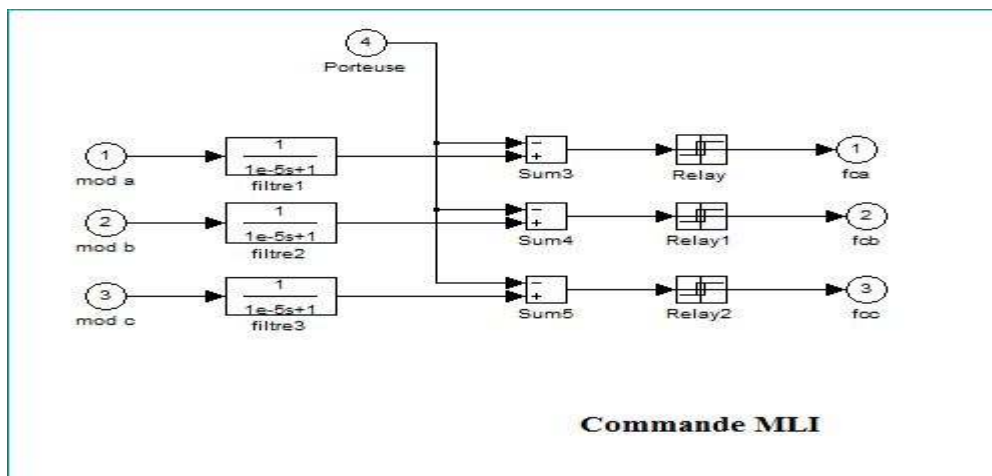 4
Porteuse
1
mod a
1
1e-5s+1
filtre1
−
+
Sum3
Relay
1
fca
2
mod b
1
1e-5s+1
filtre2
−
+
Sum4
Relay1
2
fcb
3
mod c
1
1e-5s+1
filtre3
−
+
Sum5
Relay2
3
fcc
Commande MLI